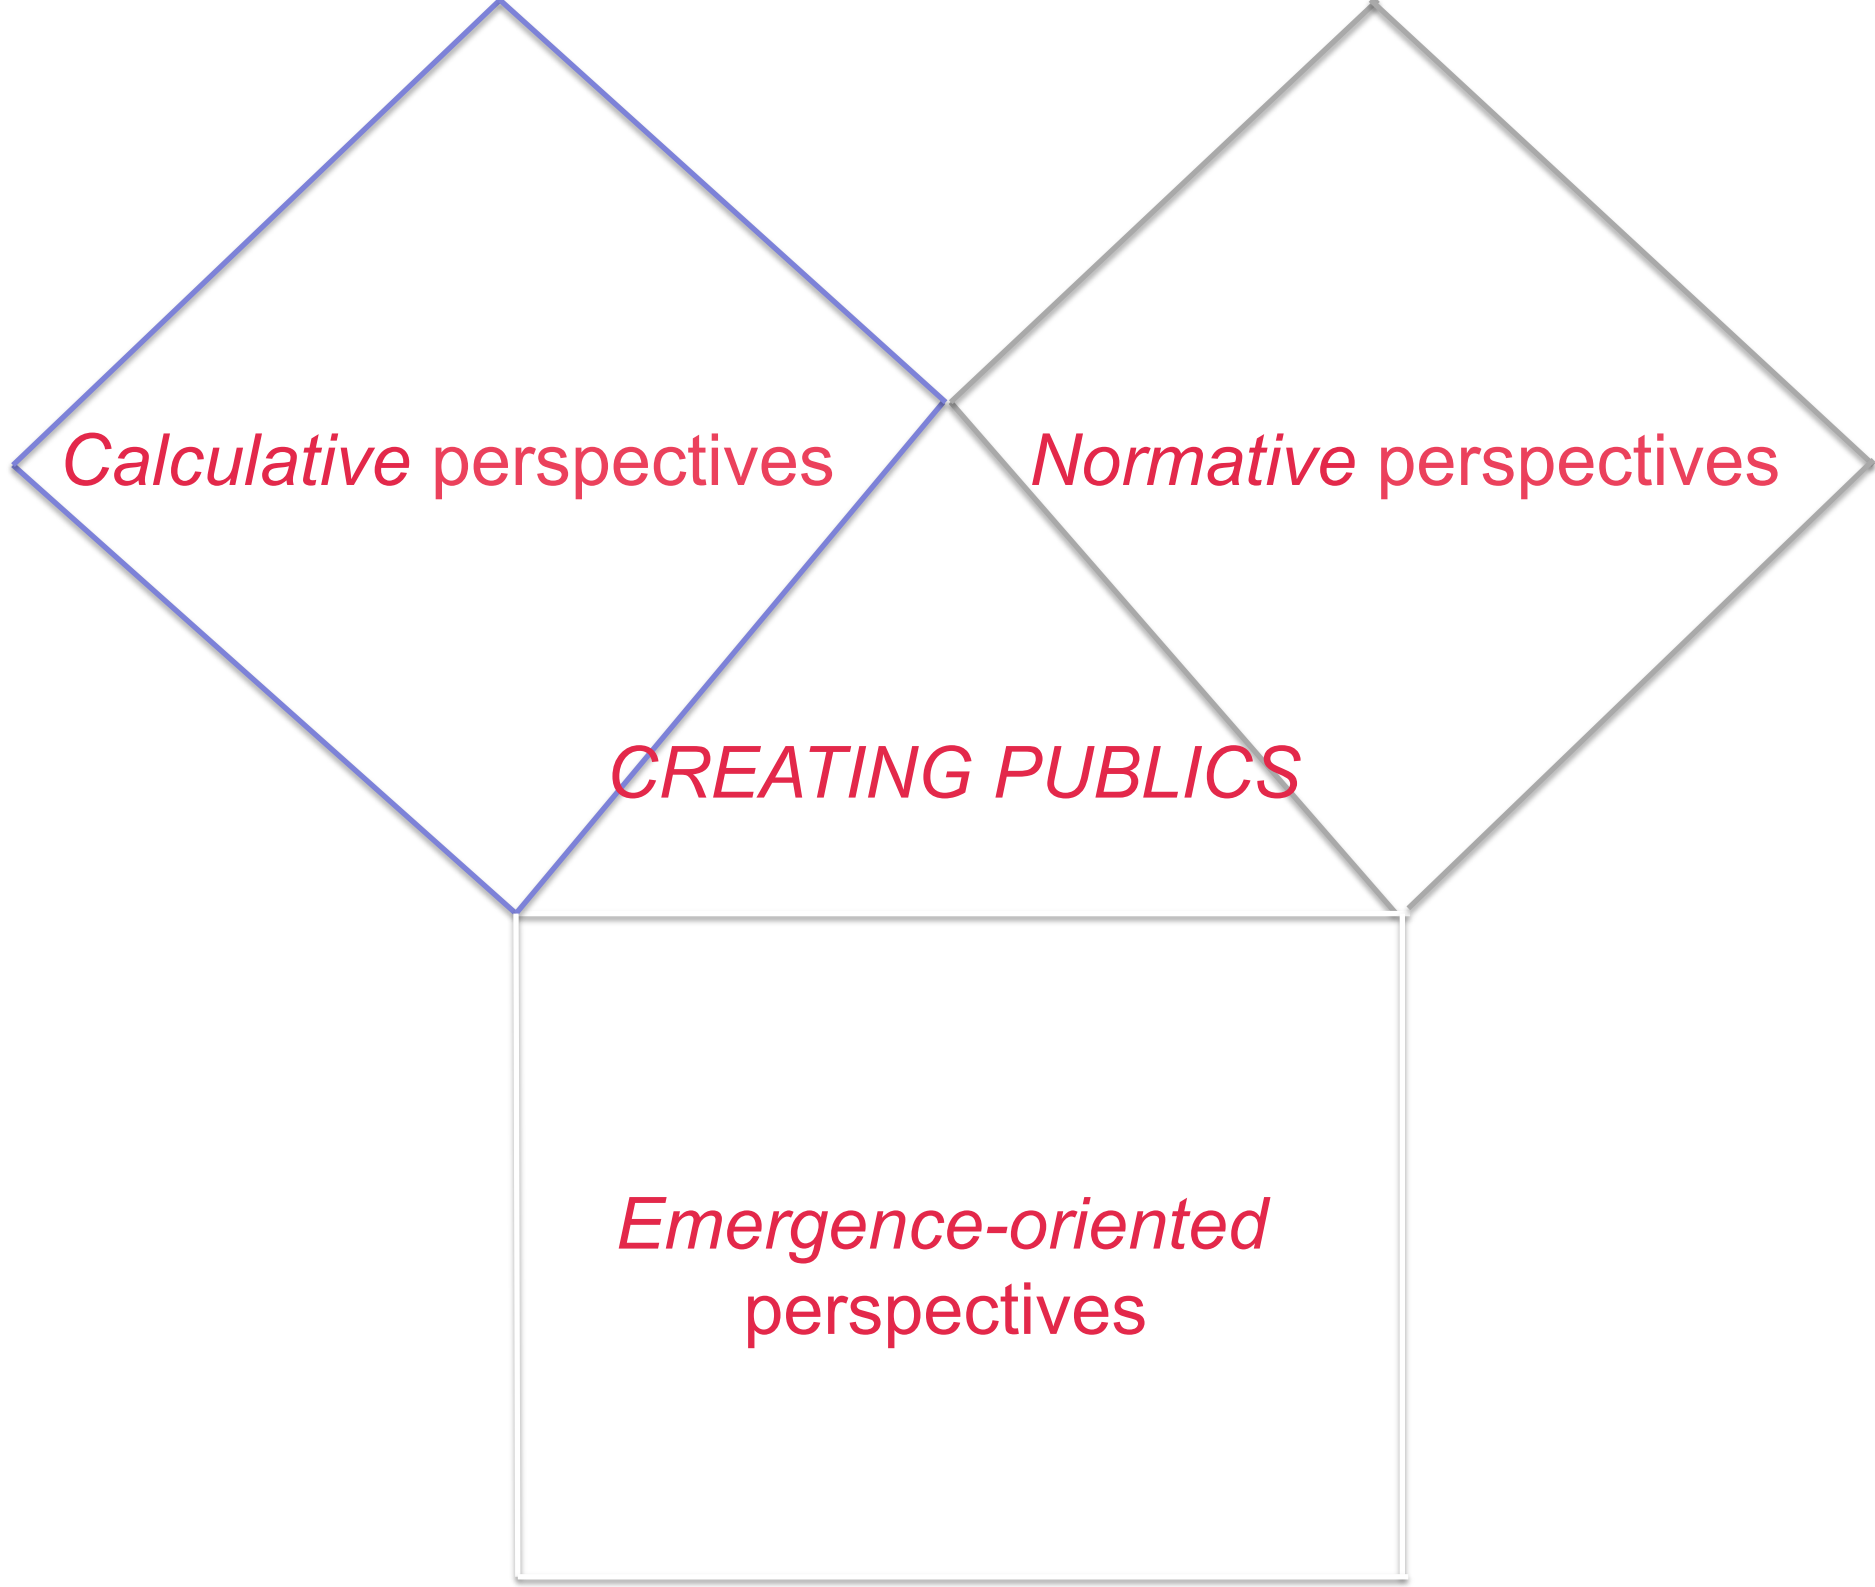 Calculative perspectives
Normative perspectives
CREATING PUBLICS
Emergence-oriented
perspectives